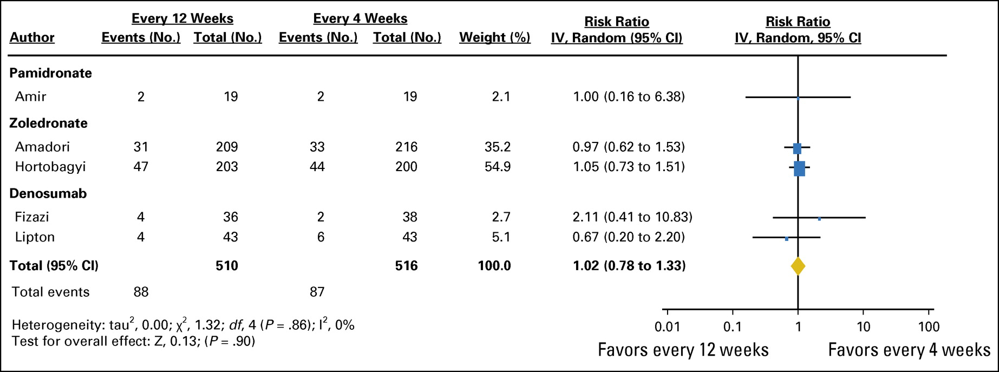 Every 12 Weeks Every 4 Weeks Risk Ratio Risk Ratio
Author Events (No.) Total (No.) Events (No.) Total (No.) Weight (%) IV, Random (95% CI) IV, Random, 95% CI
Pamidronate
Amir 2 19 2 19 2.1 1.00 (0.16 to 6.38)
Zoledronate
Amadori 31 209 33 216 35.2 0.97 (0.62 to 1.53)
Hortobagyi 47 203 44 200 54.9 1.05 (0.73 to 1.51)
Denosumab
Fizazi 4 36 2 38 2.7 2.11 (0.41 to 10.83)
Lipton 4 43 6 43 5.1 0.67 (0.20 to 2.20)
Total (95% CI) 510 516 100.0 1.02 (0.78 to 1.33)
Total events 88 87
Heterogeneity: tau², 0.00; χ², 1.32; df, 4 (P = .86); I², 0%
Test for overall effect: Z, 0.13; (P = .90)
0.01 0.1 1 10 100
Favors every 12 weeks Favors every 4 weeks